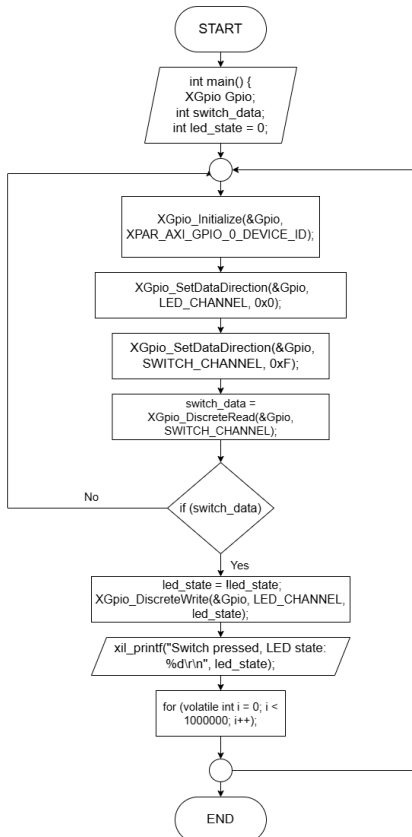 START
int main() {
XGpio Gpio;
int switch_data;
int led_state = 0;
XGpio_Initialize(&Gpio,
XPAR_AXI_GPIO_0_DEVICE_ID);
XGpio_SetDataDirection(&Gpio,
LED_CHANNEL, 0x0);
XGpio_SetDataDirection(&Gpio,
SWITCH_CHANNEL, 0xF);
switch_data =
XGpio_DiscreteRead(&Gpio,
SWITCH_CHANNEL);
No
if (switch_data)
Yes
led_state = !led_state;
XGpio_DiscreteWrite(&Gpio, LED_CHANNEL,
led_state);
xil_printf("Switch pressed, LED state:
%d\r\n", led_state);
for (volatile int i = 0; i <
1000000; i++);
END